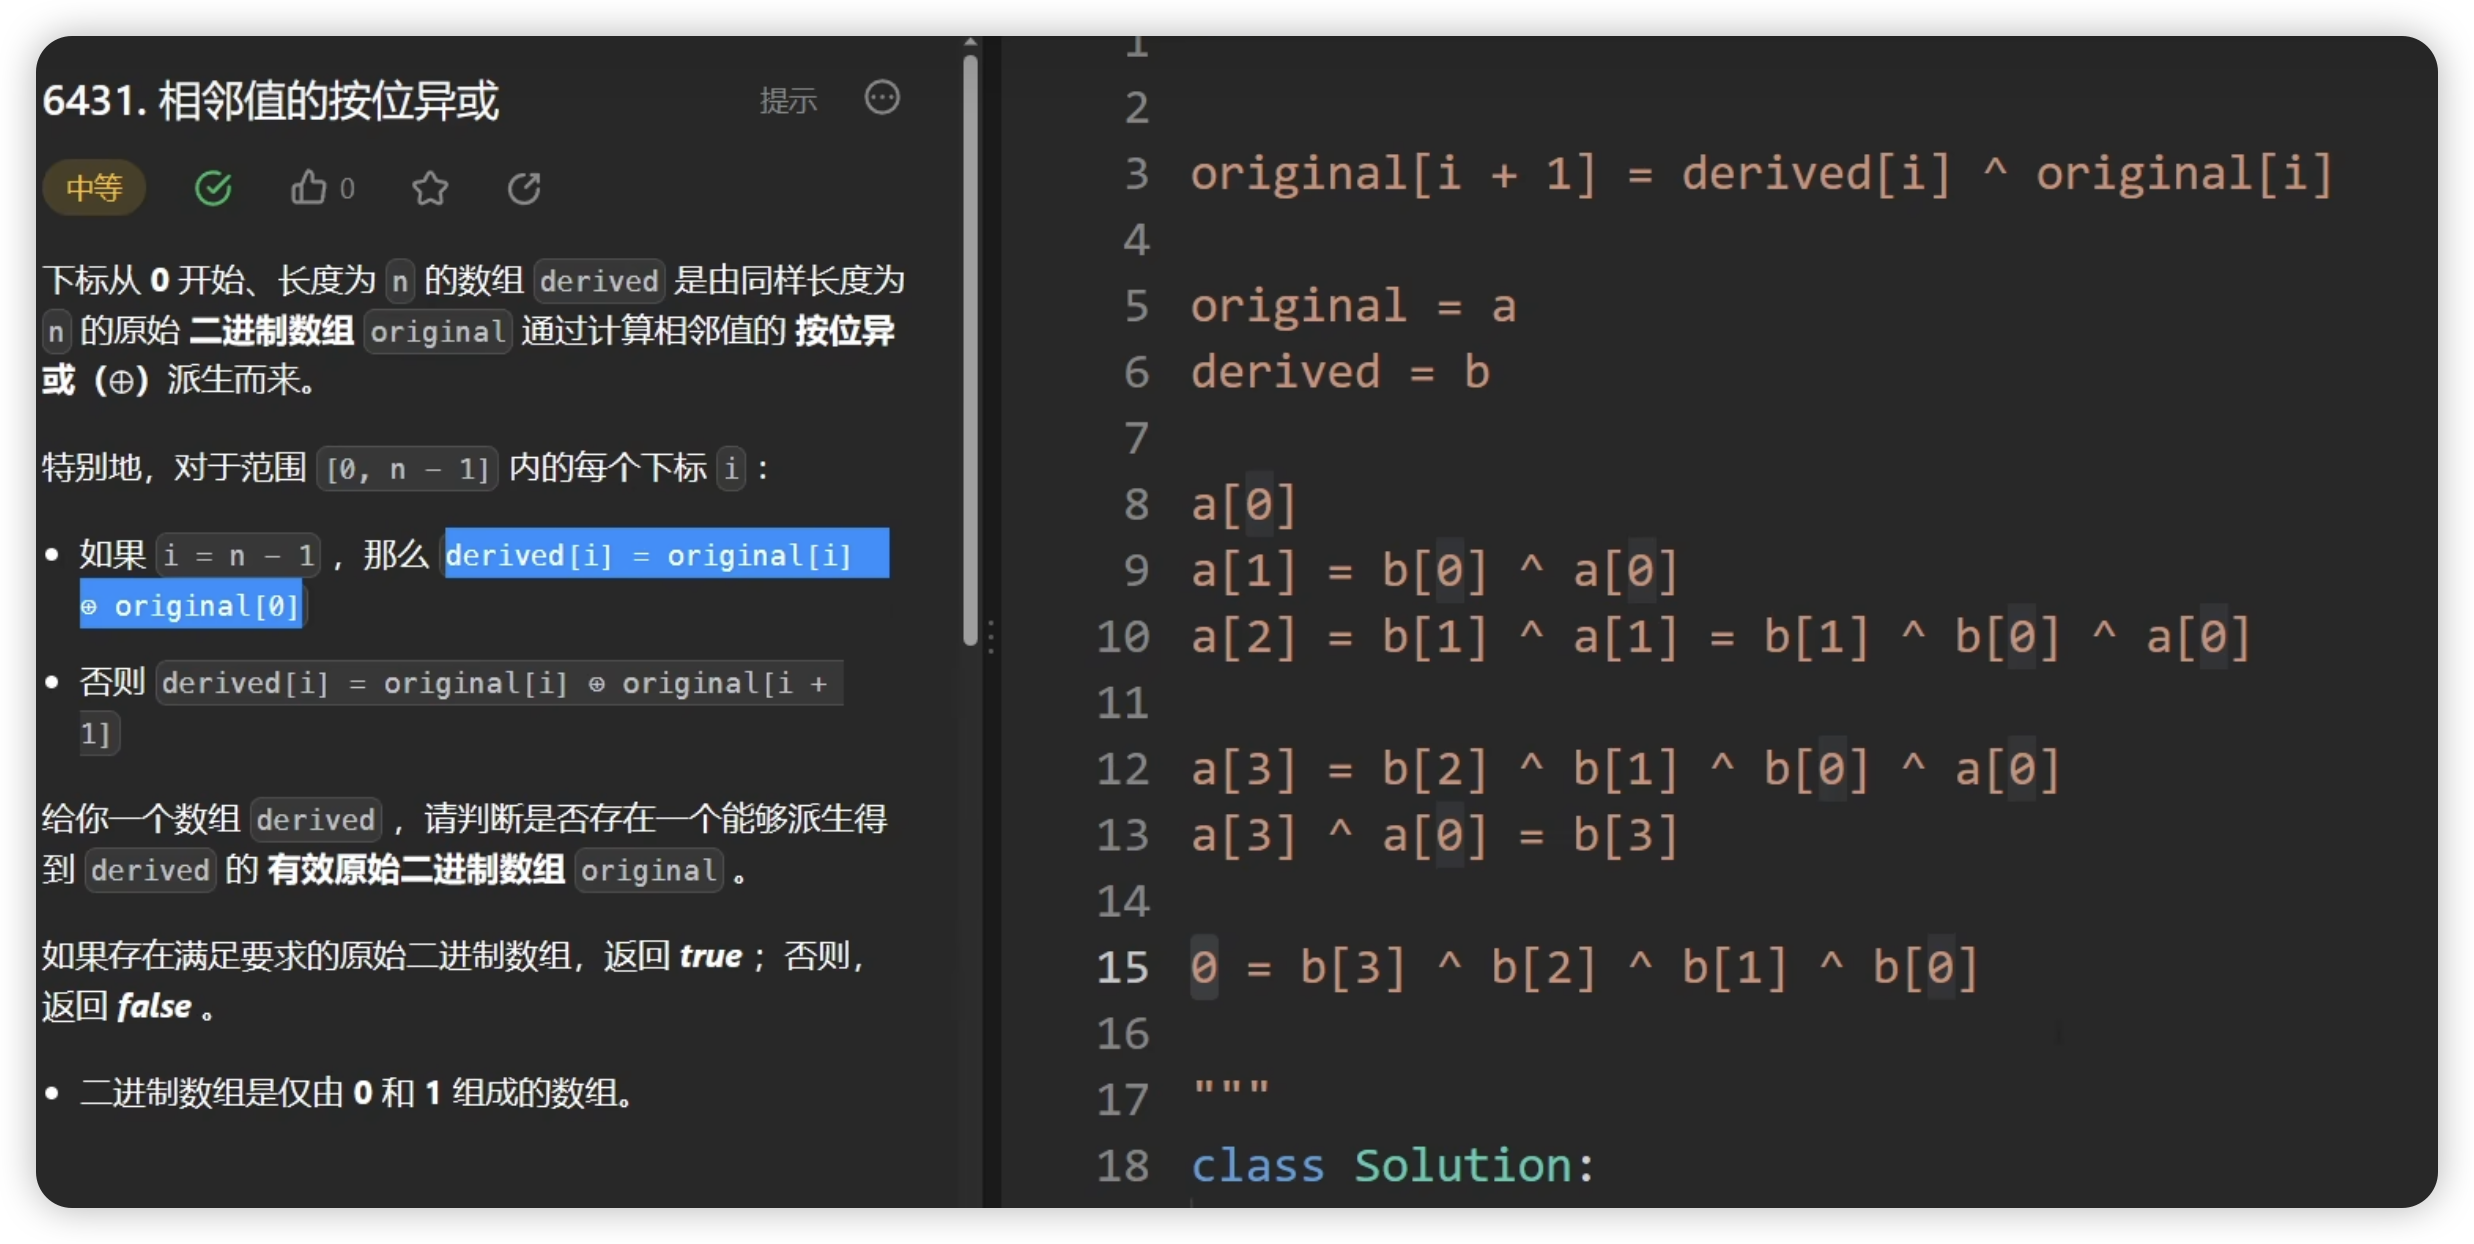 6431. 相邻值的按位异或
提示
中等
0
下标从 0 开始、长度为 n 的数组 derived 是由同样长度为
n 的原始 二进制数组 original 通过计算相邻值的 按位异
或（⊕）派生而来。
特别地，对于范围 [0, n - 1] 内的每个下标 i ：
• 如果 i = n - 1 ，那么 derived[i] = original[i]
⊕ original[0]
• 否则 derived[i] = original[i] ⊕ original[i +
1]
给你一个数组 derived ，请判断是否存在一个能够派生得
到 derived 的 有效原始二进制数组 original 。
如果存在满足要求的原始二进制数组，返回 true ；否则，
返回 false 。
• 二进制数组是仅由 0 和 1 组成的数组。
1
2
3 original[i + 1] = derived[i] ^ original[i]
4
5 original = a
6 derived = b
7
8 a[0]
9 a[1] = b[0] ^ a[0]
10 a[2] = b[1] ^ a[1] = b[1] ^ b[0] ^ a[0]
11
12 a[3] = b[2] ^ b[1] ^ b[0] ^ a[0]
13 a[3] ^ a[0] = b[3]
14
15 0 = b[3] ^ b[2] ^ b[1] ^ b[0]
16
17 """
18 class Solution: